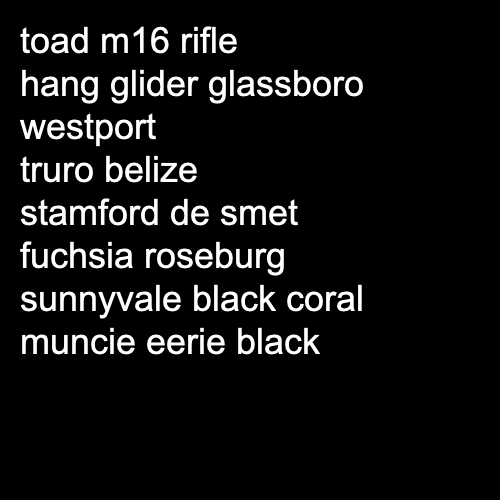 toad m16 rifle
hang glider glassboro
westport
truro belize
stamford de smet
fuchsia roseburg
sunnyvale black coral
muncie eerie black